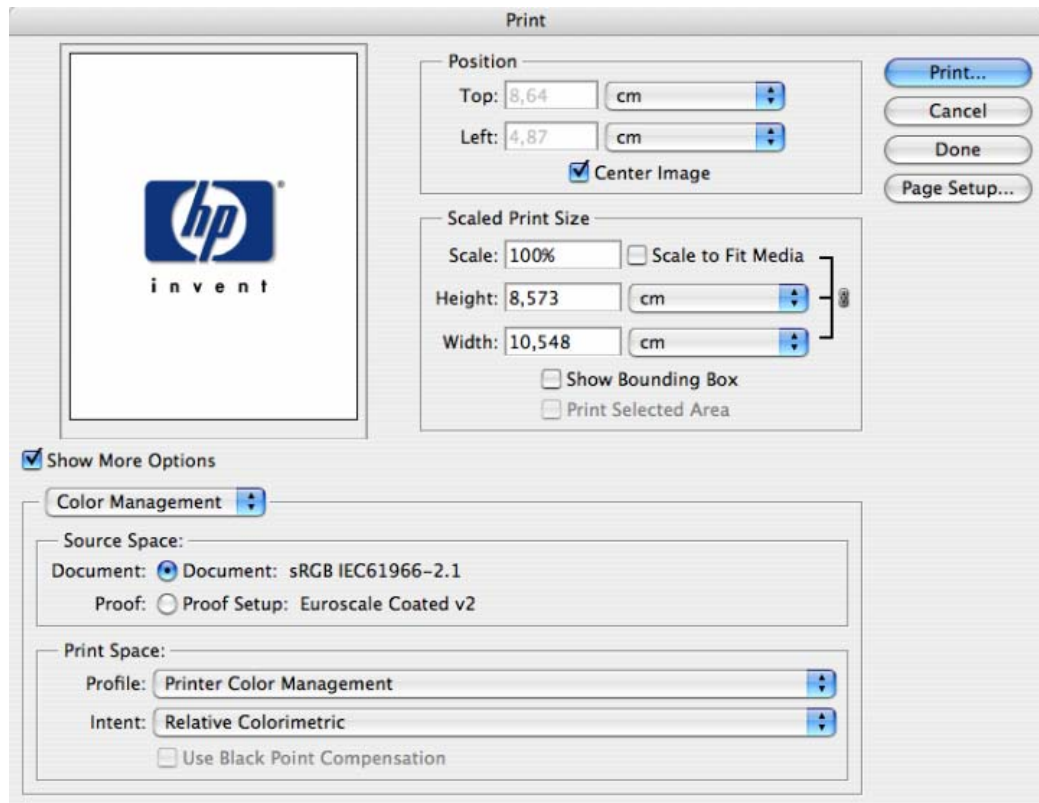 Print
hp
invent
Position
Top: 8,64 cm
Left: 4,87 cm
Center Image
Print...
Cancel
Done
Page Setup...
Scaled Print Size
Scale: 100% Scale to Fit Media
Height: 8,573 cm
Width: 10,548 cm
Show Bounding Box
Print Selected Area
Show More Options
Color Management
Source Space:
Document: Document: sRGB IEC61966-2.1
Proof: Proof Setup: Euroscale Coated v2
Print Space:
Profile: Printer Color Management
Intent: Relative Colorimetric
Use Black Point Compensation